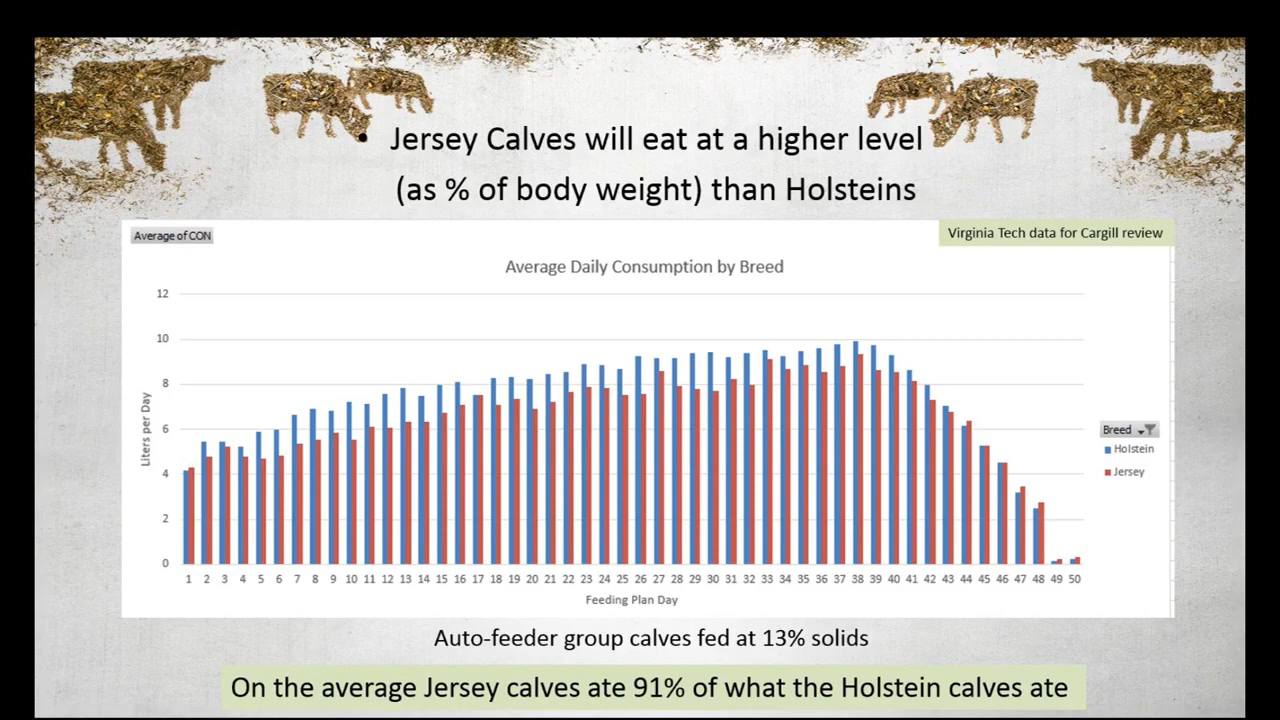 • Jersey Calves will eat at a higher level
(as % of body weight) than Holsteins
Average of CON
Virginia Tech data for Cargill review
Average Daily Consumption by Breed
12
10
8
6
4
2
0
Liters per Day
1 2 3 4 5 6 7 8 9 10 11 12 13 14 15 16 17 18 19 20 21 22 23 24 25 26 27 28 29 30 31 32 33 34 35 36 37 38 39 40 41 42 43 44 45 46 47 48 49 50
Feeding Plan Day
Breed
Holstein
Jersey
Auto-feeder group calves fed at 13% solids
On the average Jersey calves ate 91% of what the Holstein calves ate